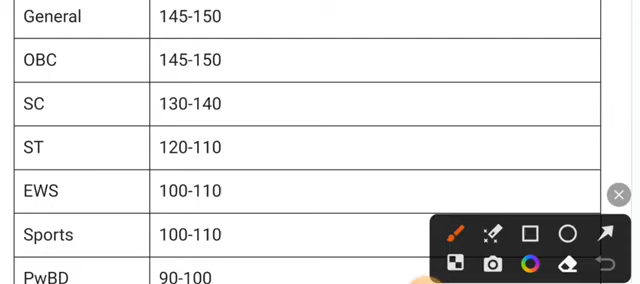 General 145-150
OBC 145-150
SC 130-140
ST 120-110
EWS 100-110
Sports 100-110
PwBD 90-100